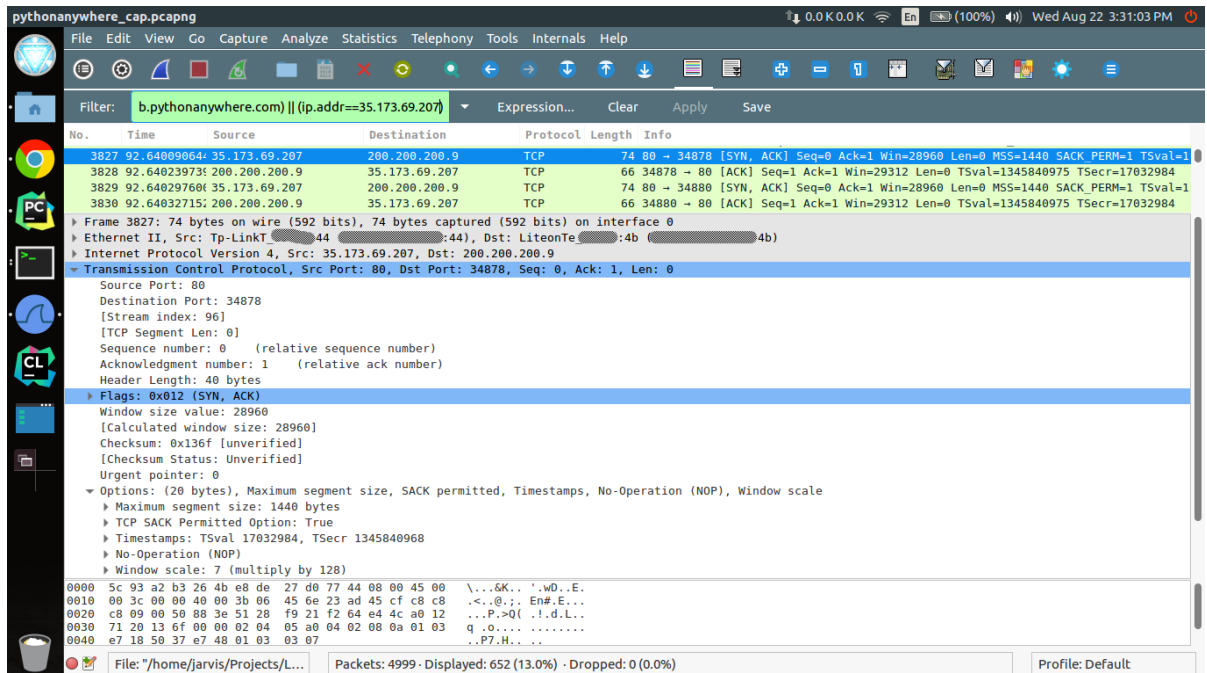 pythonanywhere_cap.pcapng 0.0 K 0.0 K En (100%) Wed Aug 22 3:31:03 PM
File Edit View Go Capture Analyze Statistics Telephony Tools Internals Help
Filter: b.pythonanywhere.com) || (ip.addr==35.173.69.207) Expression... Clear Apply Save
No. Time Source Destination Protocol Length Info
3827 92.640090644 35.173.69.207 200.200.200.9 TCP 74 80 → 34878 [SYN, ACK] Seq=0 Ack=1 Win=28960 Len=0 MSS=1440 SACK_PERM=1 TSval=1
3828 92.640239739 200.200.200.9 35.173.69.207 TCP 66 34878 → 80 [ACK] Seq=1 Ack=1 Win=29312 Len=0 TSval=1345840975 TSecr=17032984
3829 92.640297600 35.173.69.207 200.200.200.9 TCP 74 80 → 34880 [SYN, ACK] Seq=0 Ack=1 Win=28960 Len=0 MSS=1440 SACK_PERM=1 TSval=1
3830 92.640327152 200.200.200.9 35.173.69.207 TCP 66 34880 → 80 [ACK] Seq=1 Ack=1 Win=29312 Len=0 TSval=1345840975 TSecr=17032984
Frame 3827: 74 bytes on wire (592 bits), 74 bytes captured (592 bits) on interface 0
Ethernet II, Src: Tp-LinkT_ 44 ( :44), Dst: LiteonTe_ :4b ( 4b)
Internet Protocol Version 4, Src: 35.173.69.207, Dst: 200.200.200.9
Transmission Control Protocol, Src Port: 80, Dst Port: 34878, Seq: 0, Ack: 1, Len: 0
Source Port: 80
Destination Port: 34878
[Stream index: 96]
[TCP Segment Len: 0]
Sequence number: 0 (relative sequence number)
Acknowledgment number: 1 (relative ack number)
Header Length: 40 bytes
Flags: 0x012 (SYN, ACK)
Window size value: 28960
[Calculated window size: 28960]
Checksum: 0x136f [unverified]
[Checksum Status: Unverified]
Urgent pointer: 0
Options: (20 bytes), Maximum segment size, SACK permitted, Timestamps, No-Operation (NOP), Window scale
Maximum segment size: 1440 bytes
TCP SACK Permitted Option: True
Timestamps: TSval 17032984, TSecr 1345840968
No-Operation (NOP)
Window scale: 7 (multiply by 128)
0000 5c 93 a2 b3 26 4b e8 de 27 d0 77 44 08 00 45 00 \...&K.. '.wD..E.
0010 00 3c 00 00 40 00 3b 06 45 6e 23 ad 45 cf c8 c8 .<..@.;. En#.E...
0020 c8 09 00 50 88 3e 51 28 f9 21 f2 64 e4 4c a0 12 ...P.>Q( .!.d.L..
0030 71 20 13 6f 00 00 02 04 05 a0 04 02 08 0a 01 03 q .o.... ........
0040 e7 18 50 37 e7 48 01 03 03 07 ..P7.H.. ..
File: "/home/jarvis/Projects/L... Packets: 4999 · Displayed: 652 (13.0%) · Dropped: 0 (0.0%) Profile: Default
PC
CL